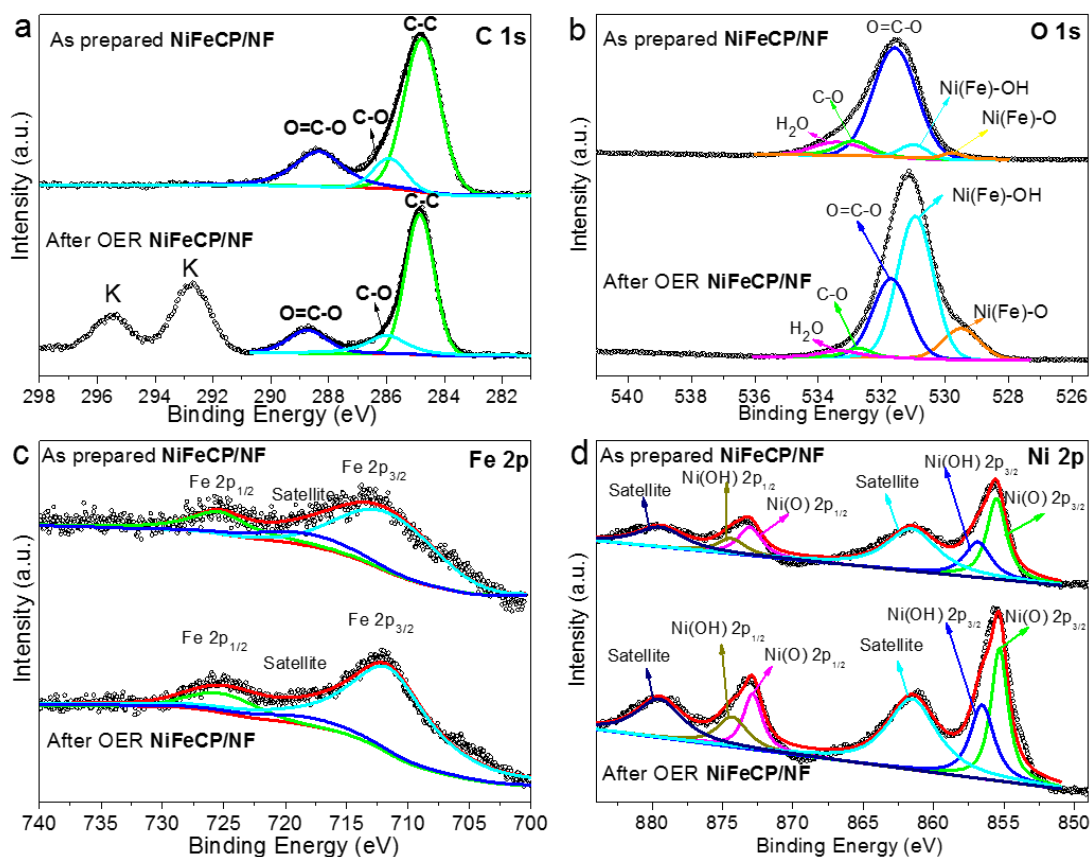 a
As prepared NiFeCP/NF
C-C
C 1s
O=C-O
C-O
C-C
After OER NiFeCP/NF
K
K
O=C-O
C-O
Intensity (a.u.)
298 296 294 292 290 288 286 284 282
Binding Energy (eV)
b
As prepared NiFeCP/NF
O=C-O
O 1s
Ni(Fe)-OH
C-O
H₂O
Ni(Fe)-O
O=C-O
Ni(Fe)-OH
After OER NiFeCP/NF
C-O
H₂O
Ni(Fe)-O
Intensity (a.u.)
540 538 536 534 532 530 528 526
Binding Energy (eV)
c
As prepared NiFeCP/NF
Fe 2p
Fe 2p₃/₂
Fe 2p₁/₂
Satellite
Fe 2p₃/₂
Fe 2p₁/₂
Satellite
After OER NiFeCP/NF
Intensity (a.u.)
740 735 730 725 720 715 710 705 700
Binding Energy (eV)
d
As prepared NiFeCP/NF
Ni 2p
Ni(OH) 2p₃/₂
Ni(OH) 2p₁/₂
Satellite
Satellite
Ni(O) 2p₃/₂
Ni(O) 2p₁/₂
Ni(OH) 2p₃/₂
Ni(OH) 2p₁/₂
Satellite
Satellite
Ni(O) 2p₃/₂
Ni(O) 2p₁/₂
After OER NiFeCP/NF
Intensity (a.u.)
880 875 870 865 860 855 850
Binding Energy (eV)